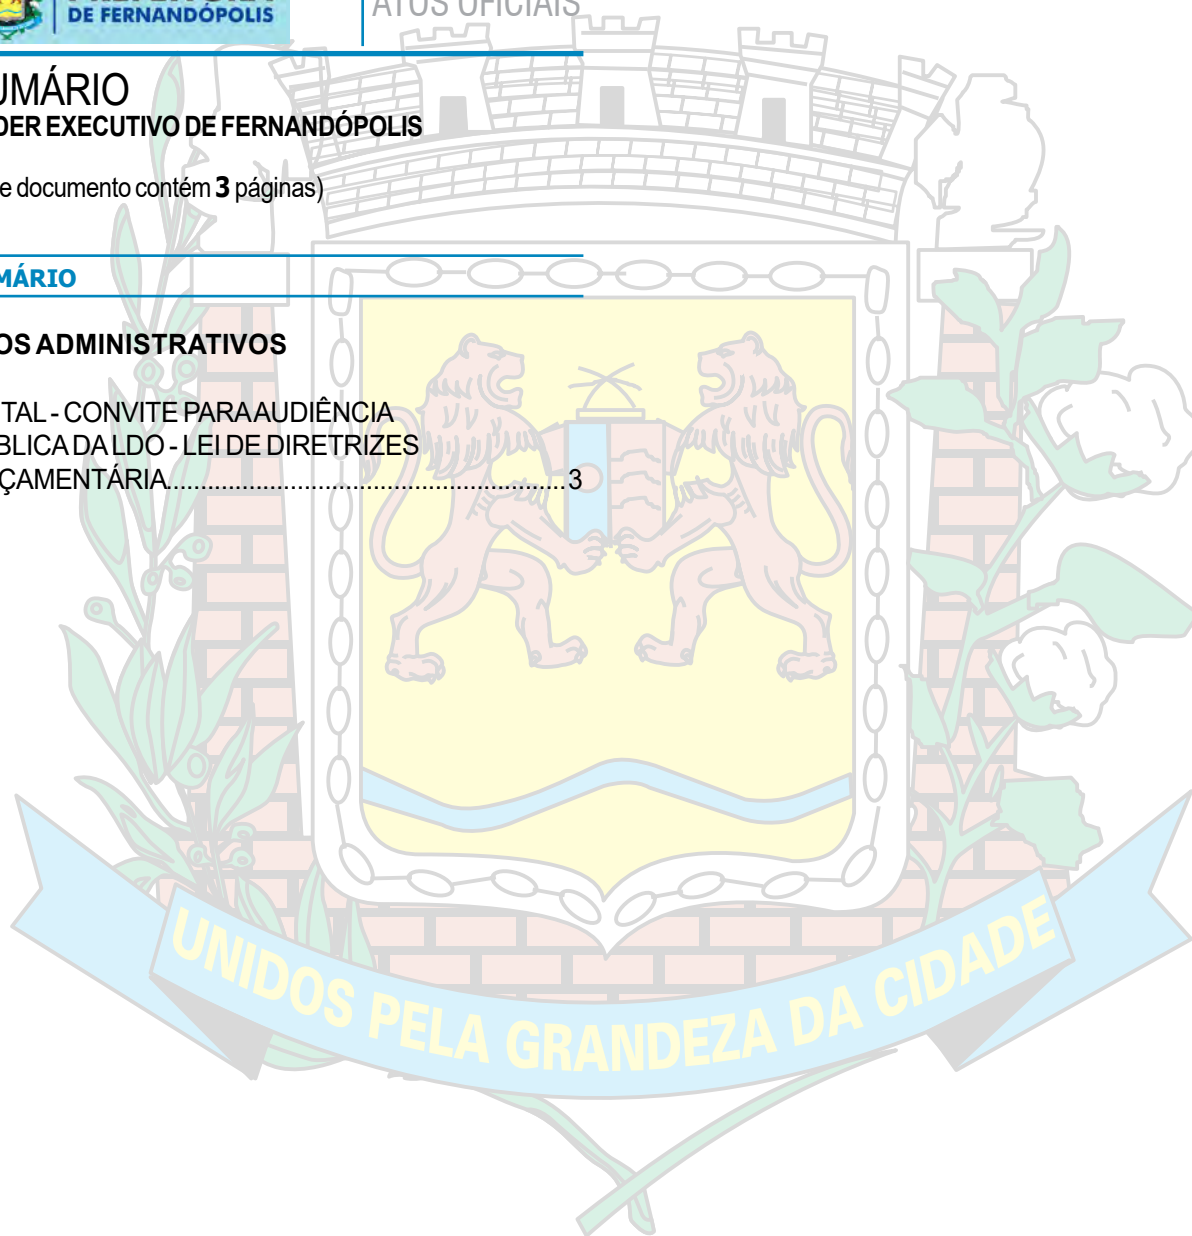 DE FERNANDÓPOLIS
ATOS OFICIAIS
UMÁRIO
DER EXECUTIVO DE FERNANDÓPOLIS
e documento contém 3 páginas)
MÁRIO
OS ADMINISTRATIVOS
TAL - CONVITE PARA AUDIÊNCIA
BLICA DA LDO - LEI DE DIRETRIZES
ÇAMENTÁRIA............................................................3
UNIDOS PELA GRANDEZA DA CIDADE